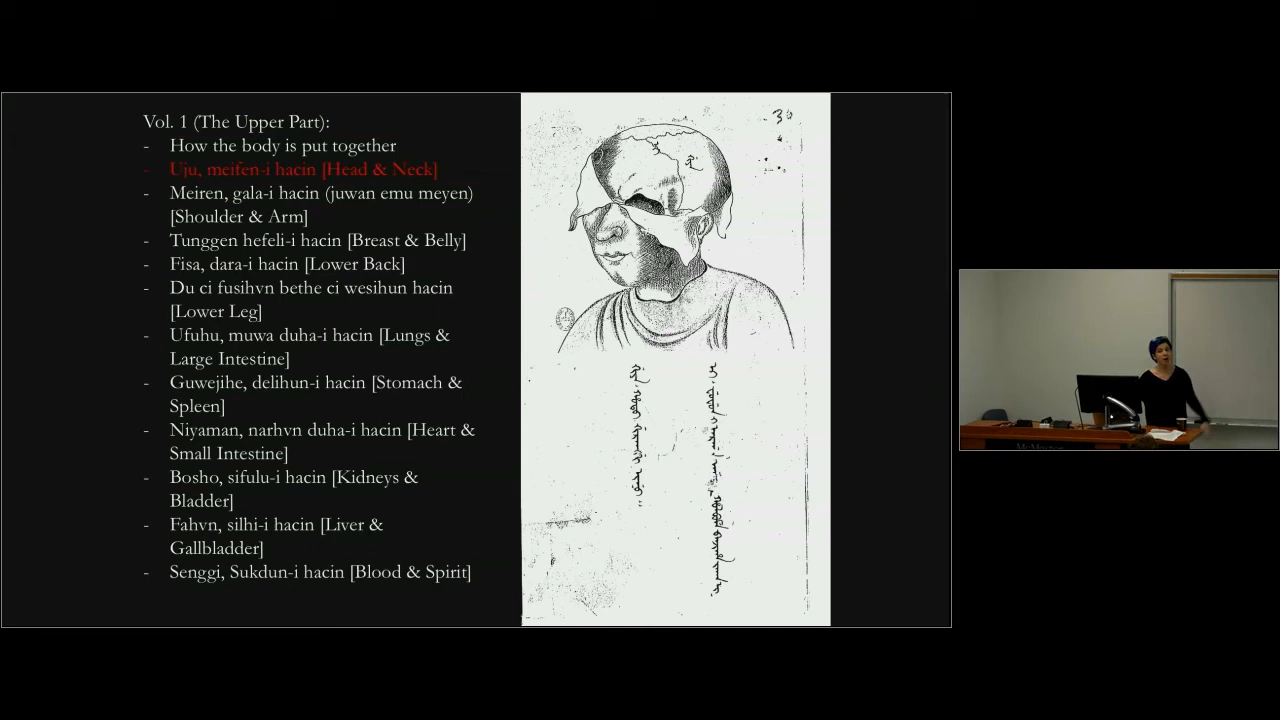 Vol. 1 (The Upper Part):
- How the body is put together
- Uju, meifen-i hacin [Head & Neck]
- Meiren, gala-i hacin (juwan emu meyen)
[Shoulder & Arm]
- Tunggen hefeli-i hacin [Breast & Belly]
- Fisa, dara-i hacin [Lower Back]
- Du ci fusihvn bethe ci wesihun hacin
[Lower Leg]
- Ufuhu, muwa duha-i hacin [Lungs &
Large Intestine]
- Guwejihe, delihun-i hacin [Stomach &
Spleen]
- Niyaman, narhvn duha-i hacin [Heart &
Small Intestine]
- Bosho, sifulu-i hacin [Kidneys &
Bladder]
- Fahvn, silhi-i hacin [Liver &
Gallbladder]
- Senggi, Sukdun-i hacin [Blood & Spirit]